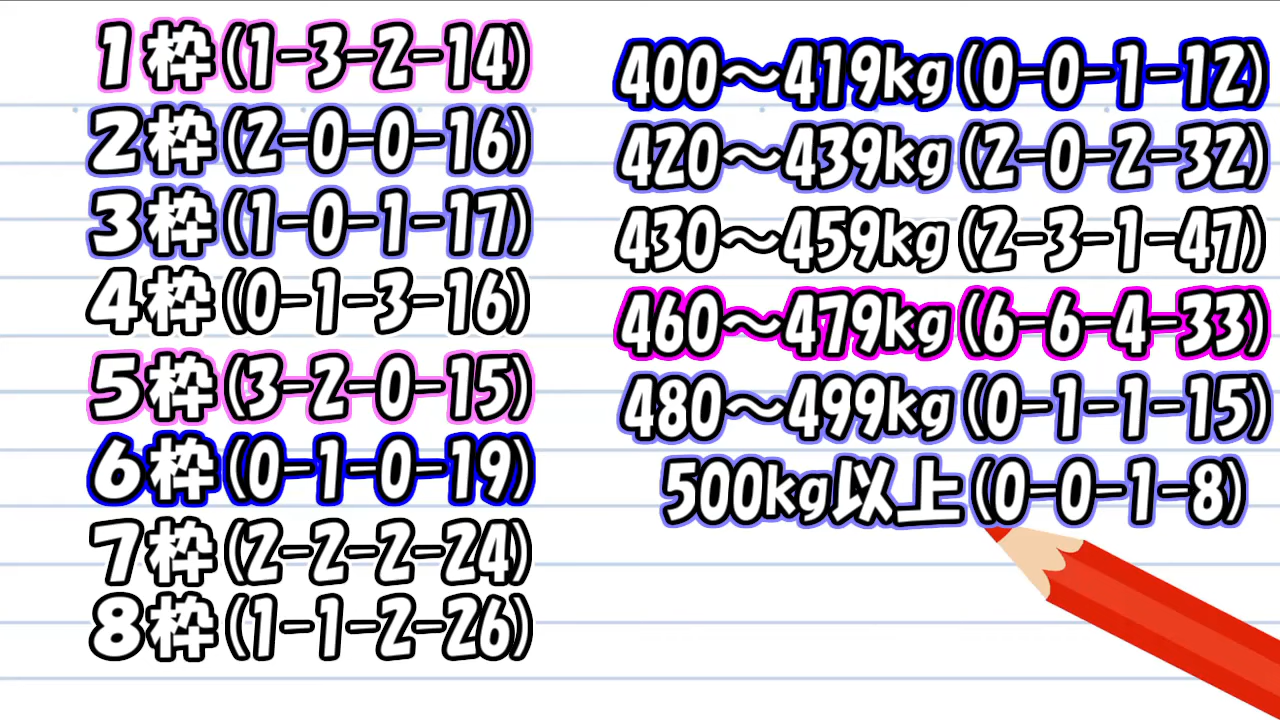 1枠(1-3-2-14)
2枠(2-0-0-16)
3枠(1-0-1-17)
4枠(0-1-3-16)
5枠(3-2-0-15)
6枠(0-1-0-19)
7枠(2-2-2-24)
8枠(1-1-2-26)
400～419kg(0-0-1-12)
420～439kg(2-0-2-32)
430～459kg(2-3-1-47)
460～479kg(6-6-4-33)
480～499kg(0-1-1-15)
500kg以上(0-0-1-8)